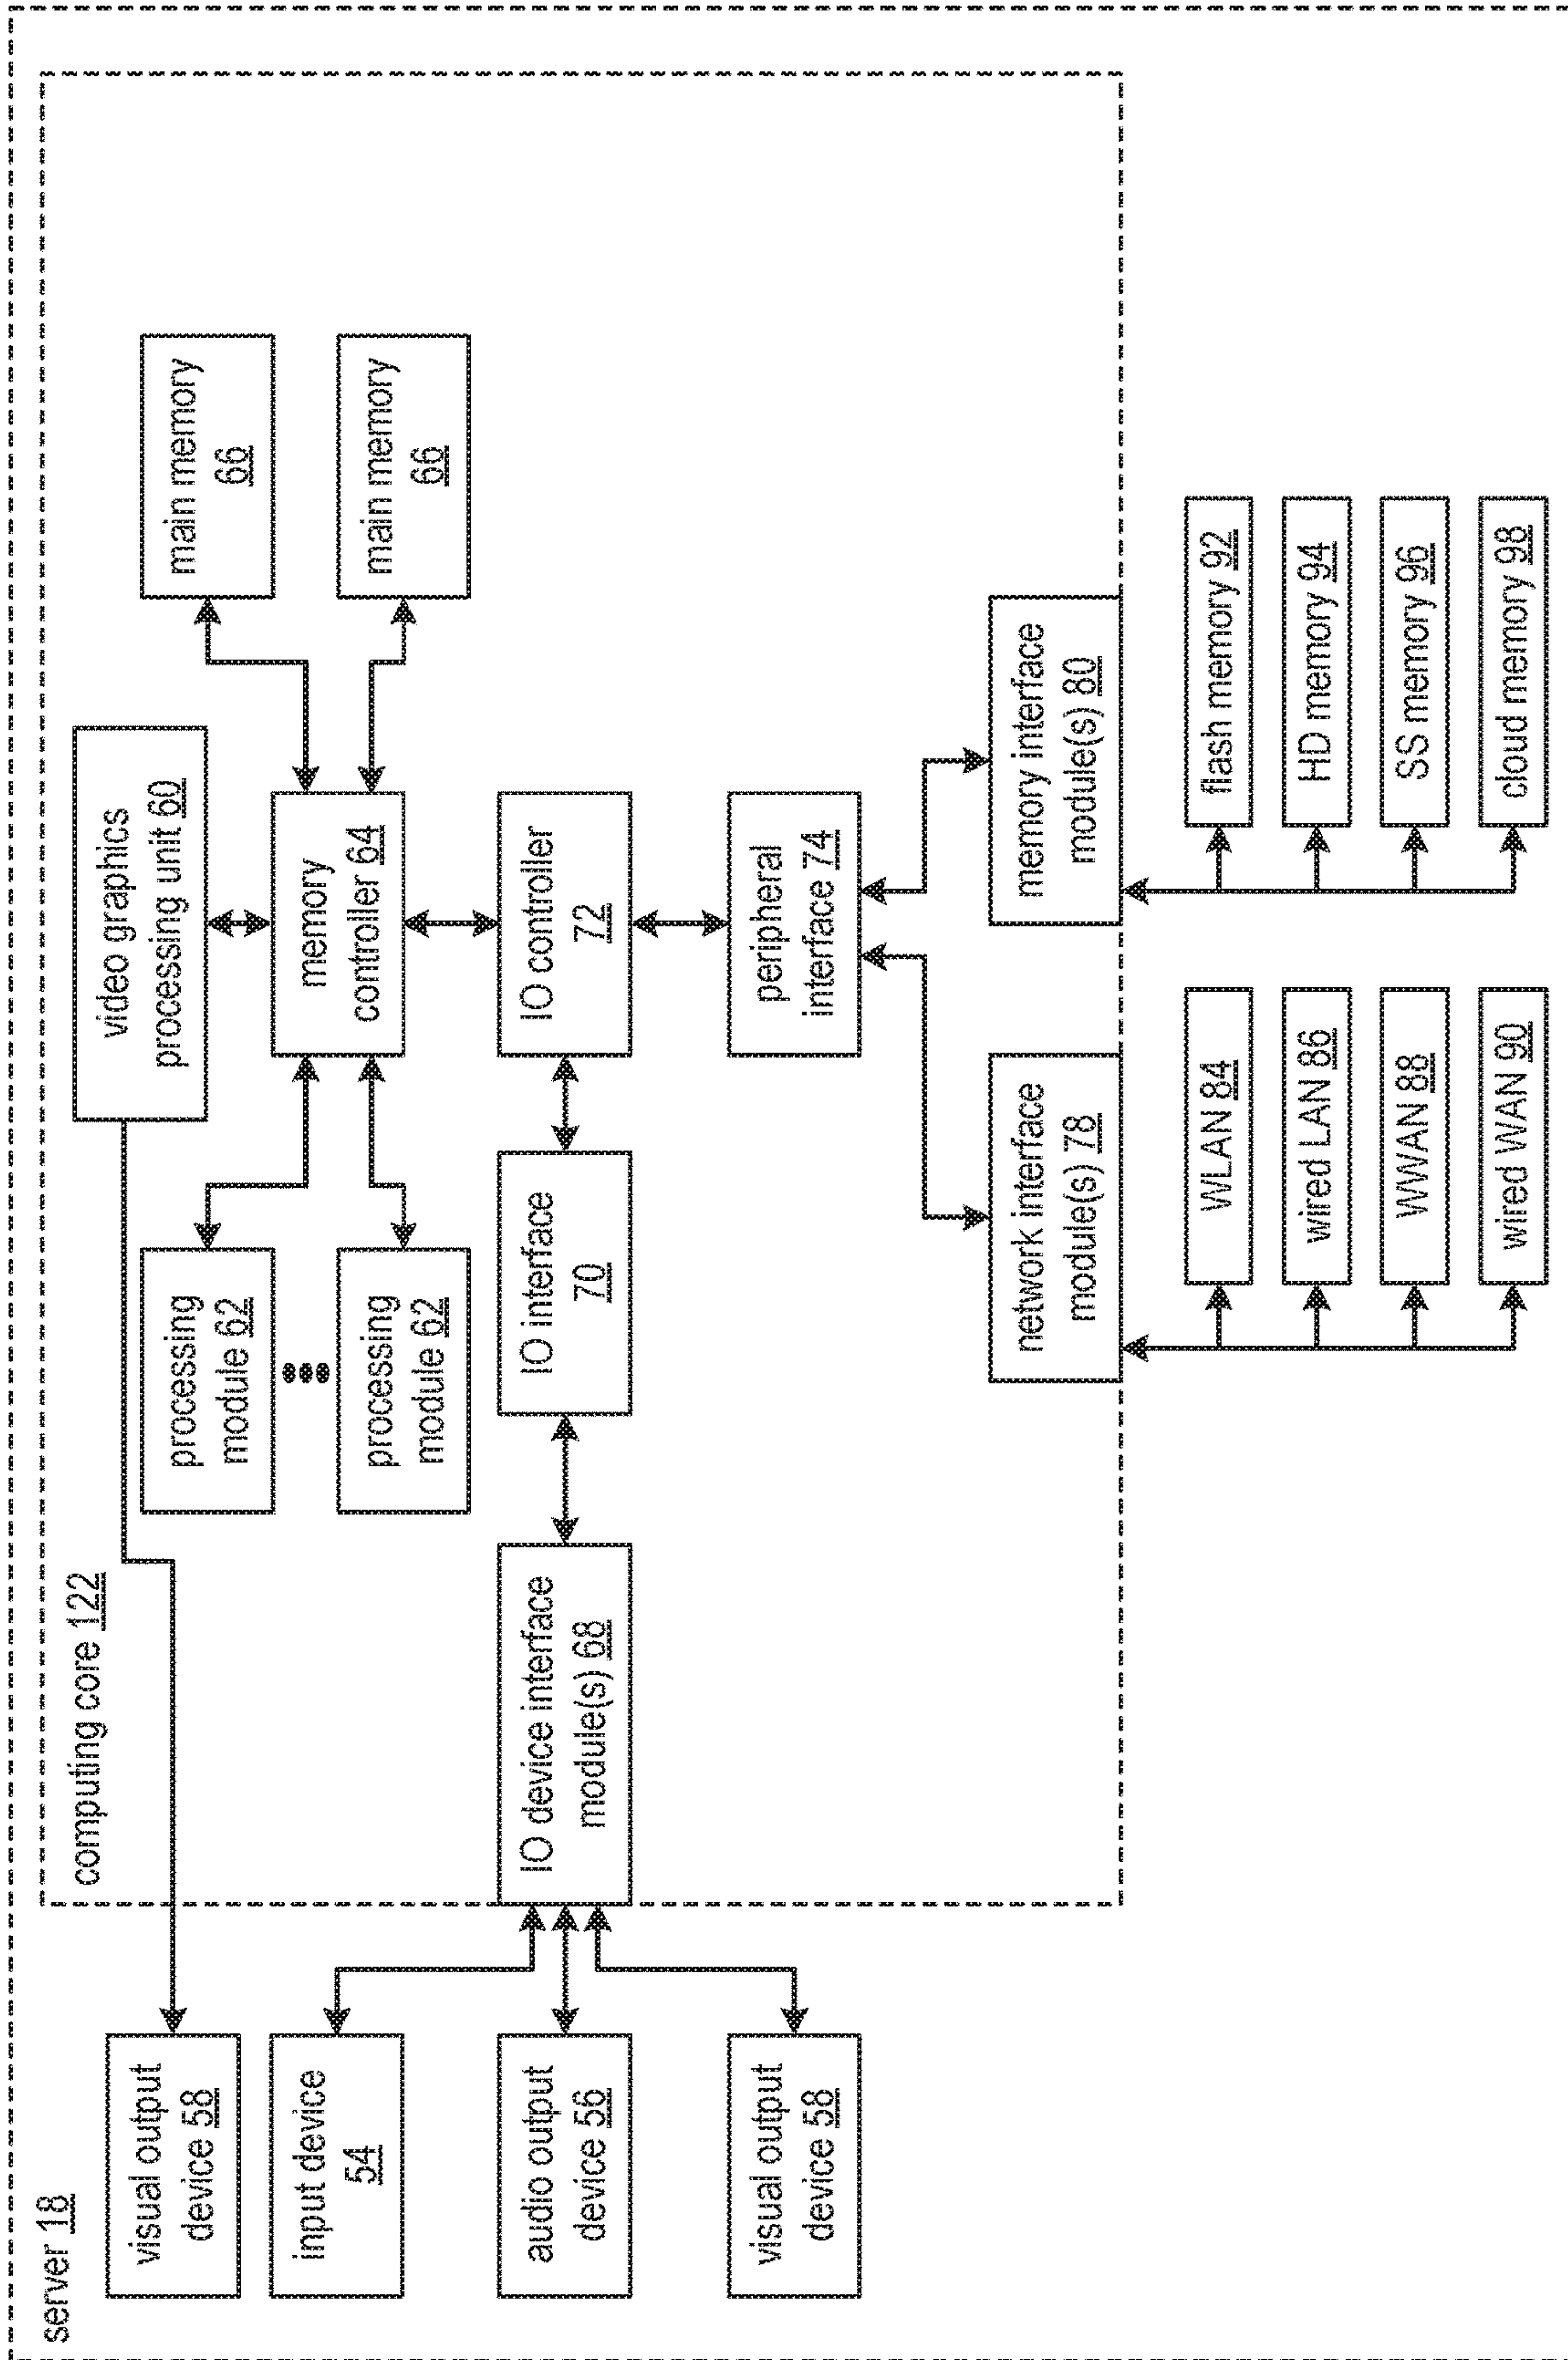 server 18
computing core 122
visual output
device 58
video graphics
processing unit 60
input device
54
processing
module 62
processing
module 62
memory
controller 64
main memory
66
main memory
66
audio output
device 56
IO device interface
module(s) 68
IO interface
70
IO controller
72
visual output
device 58
peripheral
interface 74
network interface
module(s) 78
memory interface
module(s) 80
WLAN 84
wired LAN 86
WWAN 88
wired WAN 90
flash memory 92
HD memory 94
SS memory 96
cloud memory 98